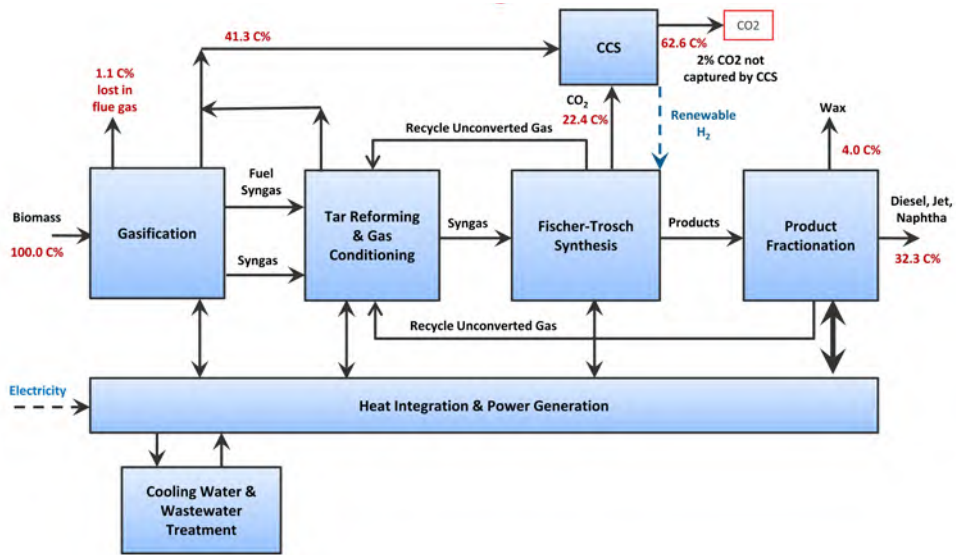 41.3 C%
CCS
62.6 C%
CO2
2% CO2 not
captured by CCS
1.1 C%
lost in
flue gas
CO₂
22.4 C%
Renewable
H₂
Wax
4.0 C%
Recycle Unconverted Gas
Biomass
100.0 C%
Gasification
Fuel
Syngas
Syngas
Tar Reforming
& Gas
Conditioning
Syngas
Fischer-Trosch
Synthesis
Products
Product
Fractionation
Diesel, Jet,
Naphtha
32.3 C%
Recycle Unconverted Gas
Electricity
Heat Integration & Power Generation
Cooling Water &
Wastewater
Treatment